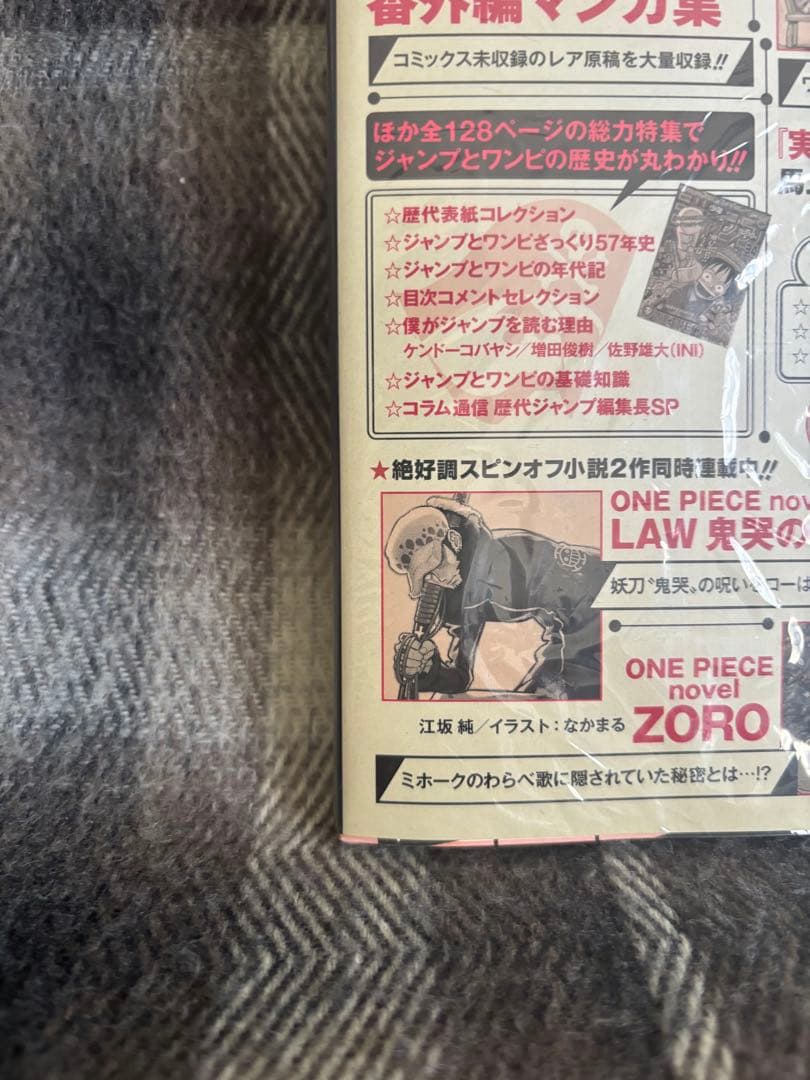 番外編マンガ集
コミックス未収録のレア原稿を大量収録!!
ほか全128ページの総力特集で
ジャンプとワンピの歴史が丸わかり!!
☆歴代表紙コレクション
☆ジャンプとワンピざっくり57年史
☆ジャンプとワンピの年代記
☆目次コメントセレクション
☆僕がジャンプを読む理由
ケンドーコバヤシ/増田俊樹/佐野雄大(INI)
☆ジャンプとワンピの基礎知識
☆コラム通信 歴代ジャンプ編集長SP
『実
☆
☆
☆
★絶好調スピンオフ小説2作同時連載中!!
ONE PIECE nov
LAW 鬼哭の
妖刀〝鬼哭〟の呪い
ローは
江坂 純/イラスト:なかまる
ONE PIECE
novel
ZORO
ミホークのわらべ歌に隠されていた秘密とは…!?